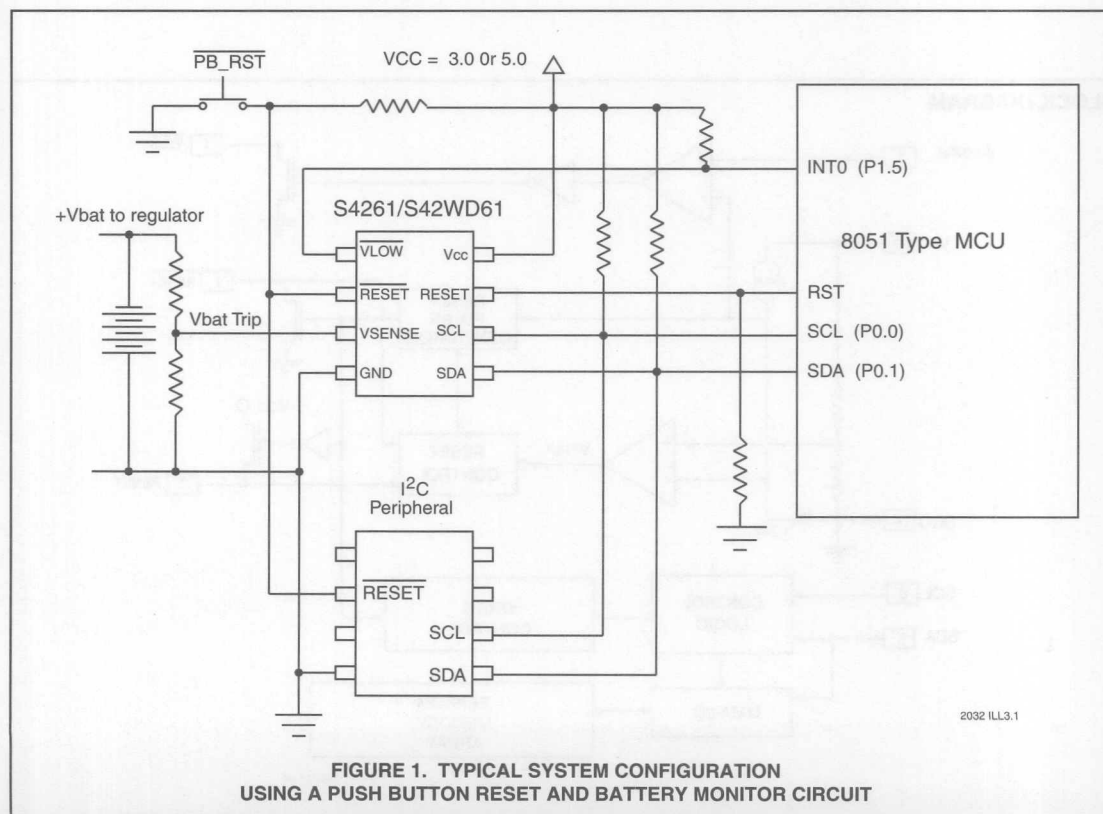 PB_RST
VCC = 3.0 0r 5.0
INT0 (P1.5)
S4261/S42WD61
+Vbat to regulator
8051 Type MCU
VLOW
Vcc
RESET
RESET
RST
Vbat Trip
VSENSE
SCL
SCL (P0.0)
GND
SDA
SDA (P0.1)
I²C
Peripheral
RESET
SCL
SDA
2032 ILL3.1
FIGURE 1. TYPICAL SYSTEM CONFIGURATION
USING A PUSH BUTTON RESET AND BATTERY MONITOR CIRCUIT